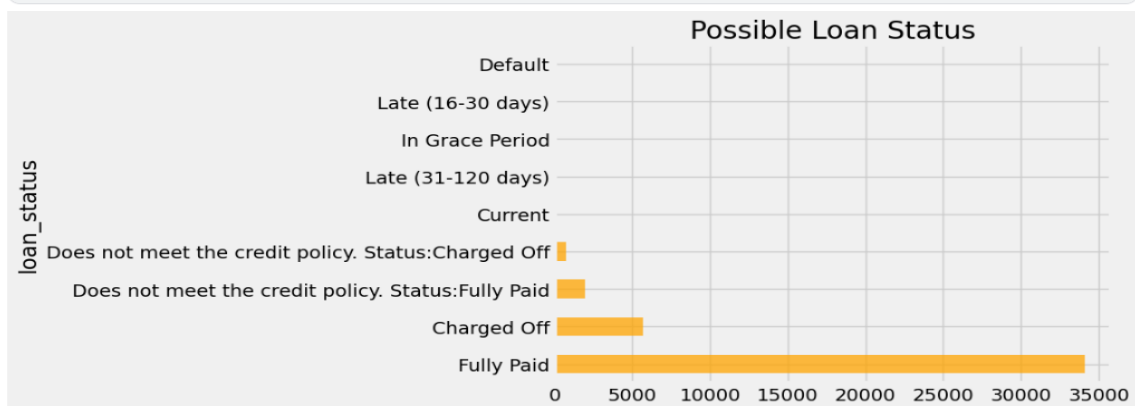 Possible Loan Status
Default
Late (16-30 days)
In Grace Period
Late (31-120 days)
Current
Does not meet the credit policy. Status:Charged Off
Does not meet the credit policy. Status:Fully Paid
Charged Off
Fully Paid
loan_status
0 5000 10000 15000 20000 25000 30000 35000